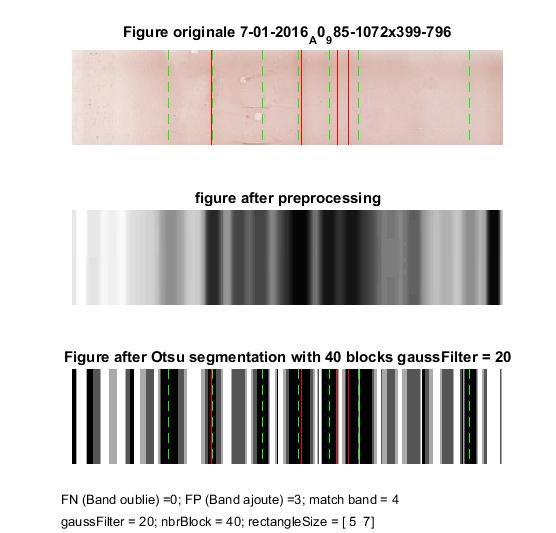 Figure originale 7-01-2016A0985-1072x399-796
figure after preprocessing
Figure after Otsu segmentation with 40 blocks gaussFilter = 20
FN (Band oublie) =0; FP (Band ajoute) =3; match band = 4
gaussFilter = 20; nbrBlock = 40; rectangleSize = [ 5  7]